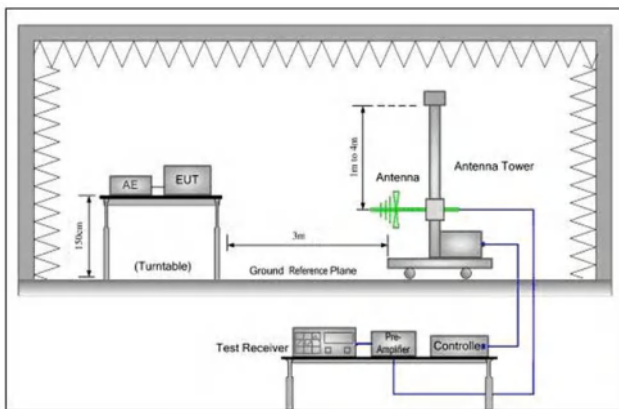 1m to 4m
Antenna
Antenna Tower
AE
EUT
150cm
3m
(Turntable)
Ground Reference Plane
Test Receiver
Pre-
Amplifier
Controller